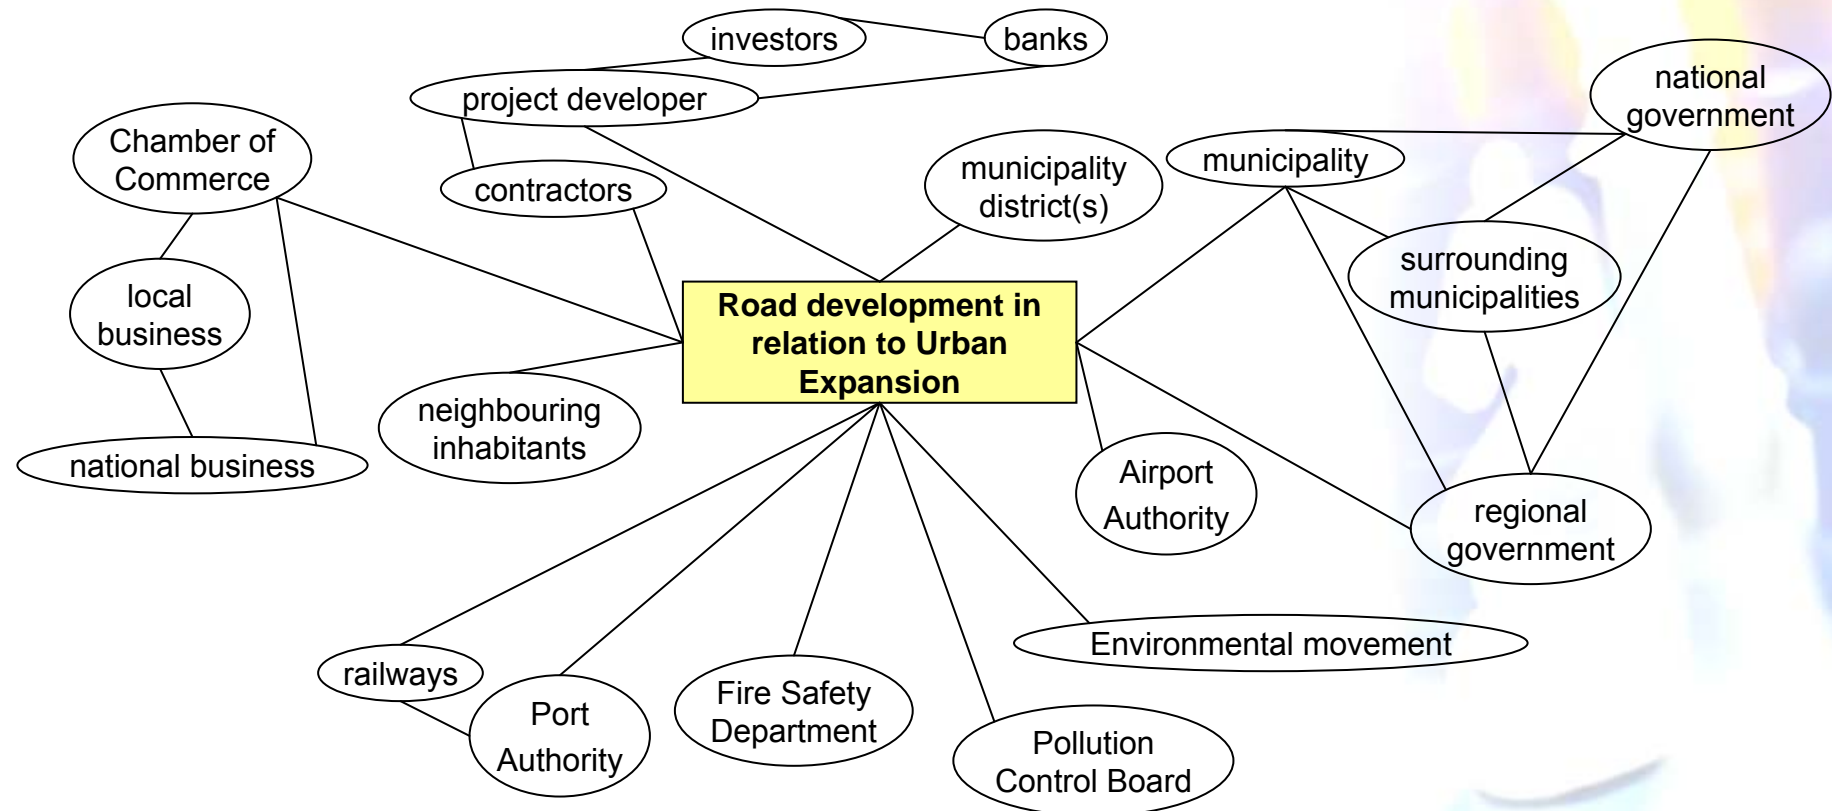 investors
banks
project developer
national
government
Chamber of
Commerce
municipality
contractors
municipality
district(s)
surrounding
municipalities
local
business
Road development in
relation to Urban
Expansion
neighbouring
inhabitants
national business
Airport
Authority
regional
government
Environmental movement
railways
Port
Authority
Fire Safety
Department
Pollution
Control Board